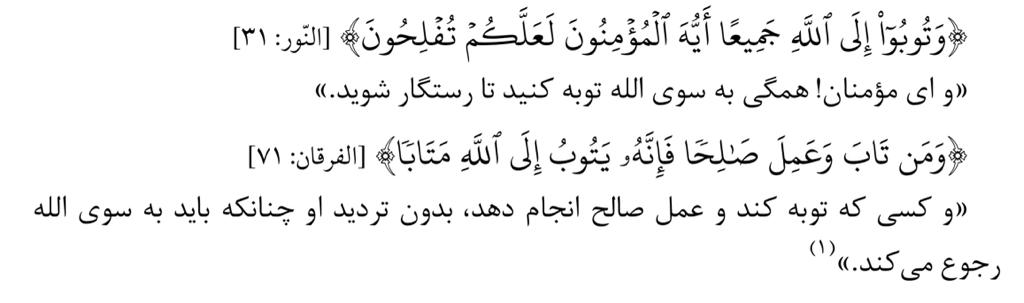 ﴿وَتُوبُوٓاْ إِلَى ٱللَّهِ جَمِيعًا أَيُّهَ ٱلۡمُؤۡمِنُونَ لَعَلَّكُمۡ تُفۡلِحُونَ﴾ [النّور: ٣١]
«و ای مؤمنان! همگی به سوی الله توبه کنید تا رستگار شوید.»
﴿وَمَن تَابَ وَعَمِلَ صَٰلِحٗا فَإِنَّهُۥ يَتُوبُ إِلَى ٱللَّهِ مَتَابٗا﴾ [الفرقان: ٧١]
«و کسی که توبه کند و عمل صالح انجام دهد، بدون تردید او چنانکه باید به سوی الله
رجوع می‌کند.»(١)